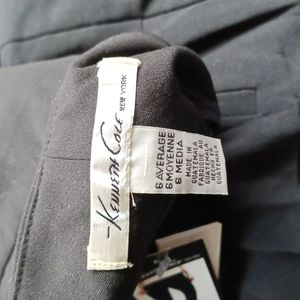 Kenneth Cole
NEW YORK
6 AVERAGE
6 MOYENNE
6 MEDIA
MADE IN
GUATEMALA
FABRIQUE AU
GUATEMALA
HECHO EN
GUATEMALA